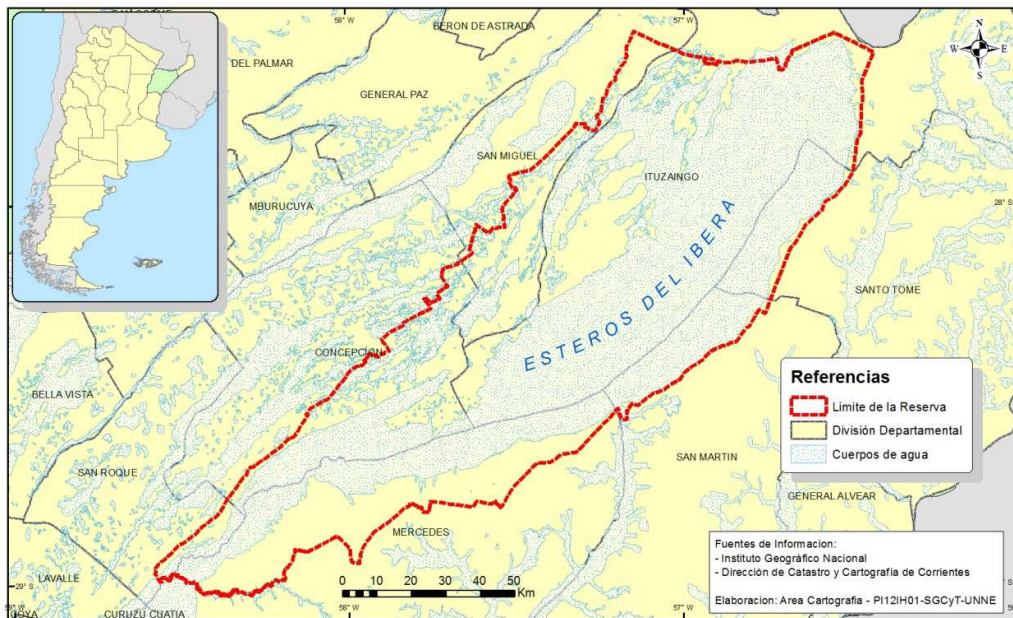 58° W
57° W
BERON DE ASTRADA
DEL PALMAR
GENERAL PAZ
N
W
E
S
SAN MIGUEL
ITUZAINGO
MBURUCUYA
28° S
ESTEROS DEL IBERA
SANTO TOME
CONCEPCION
BELLA VISTA
Referencias
Limite de la Reserva
División Departamental
Cuerpos de agua
SAN ROQUE
SAN MARTIN
GENERAL ALVEAR
MERCEDES
LAVALLE
29° S
0 5 10 20 30 40 50
Km
CURUZU CUATIA
58° W
57° W
Fuentes de Informacion:
- Instituto Geográfico Nacional
- Dirección de Catastro y Cartografía de Corrientes
Elaboracion: Area Cartografia - PI12IH01-SGCyT-UNNE